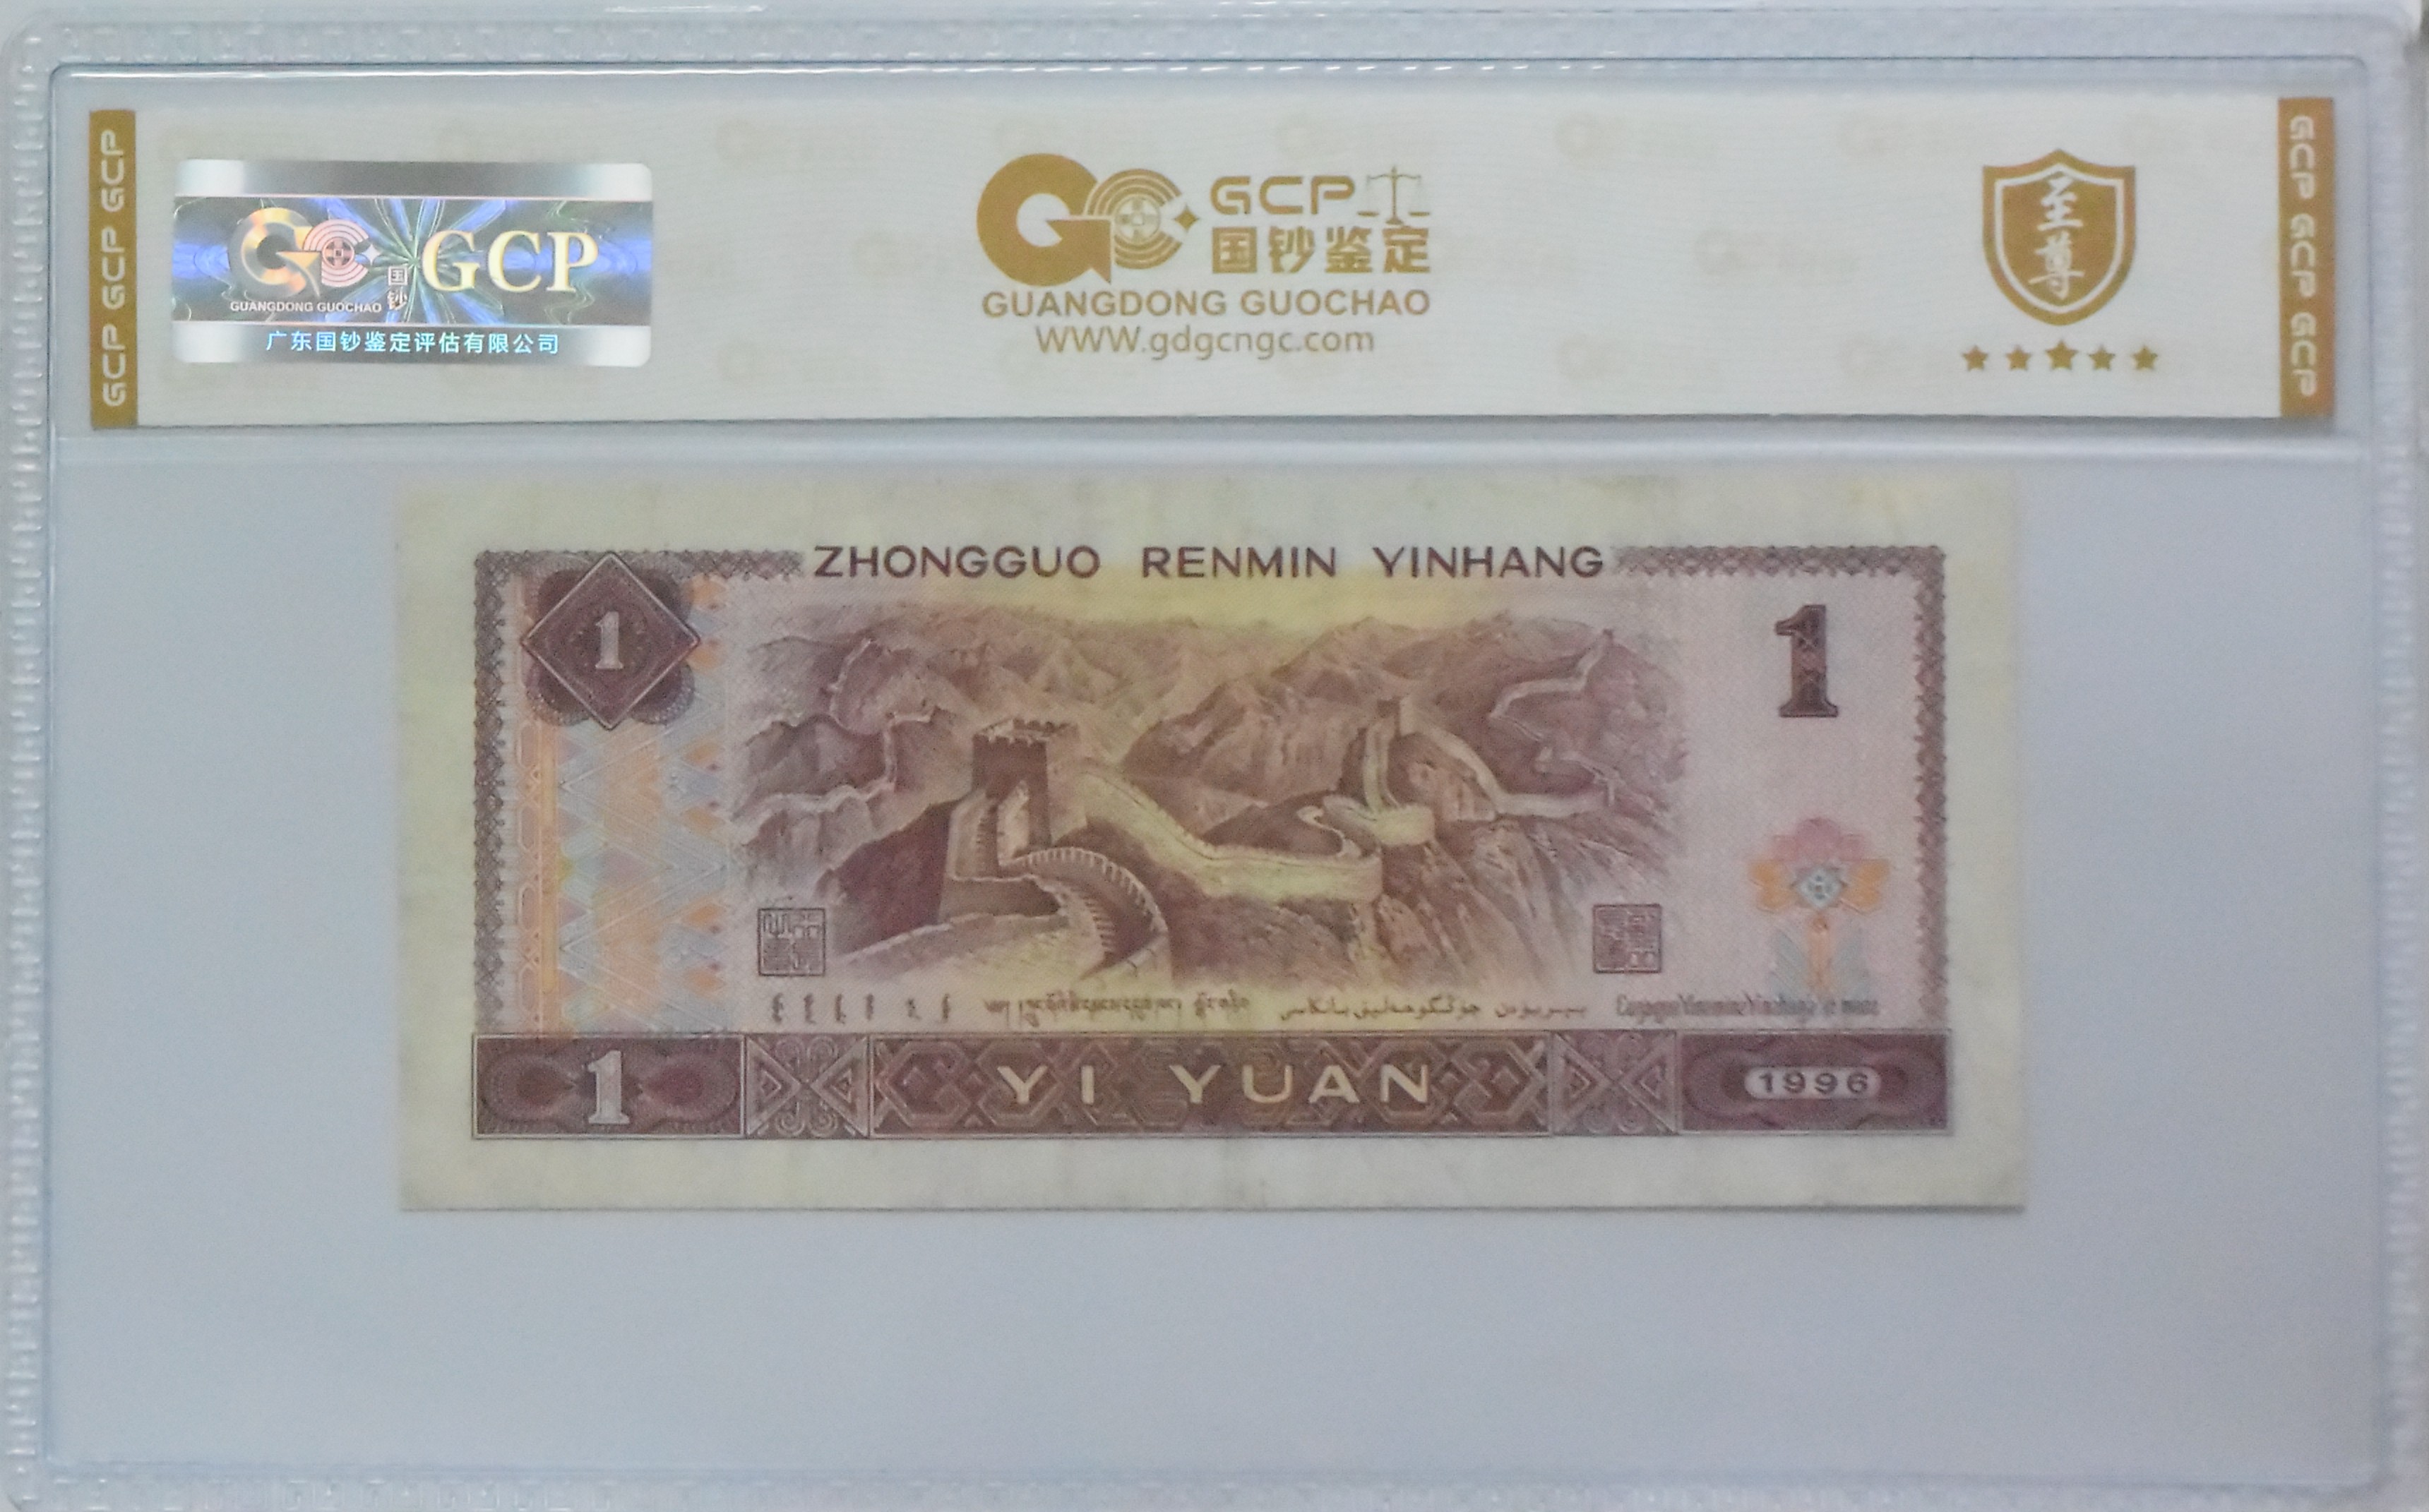 GCP GCP GCP
GCP
国钞
GUANGDONG GUOCHAO
广东国钞鉴定评估有限公司
GCP
国钞鉴定
GUANGDONG GUOCHAO
WWW.gdgcngc.com
至尊
GCP GCP GCP
ZHONGGUO RENMIN YINHANG
1
1
1
YI YUAN
1996